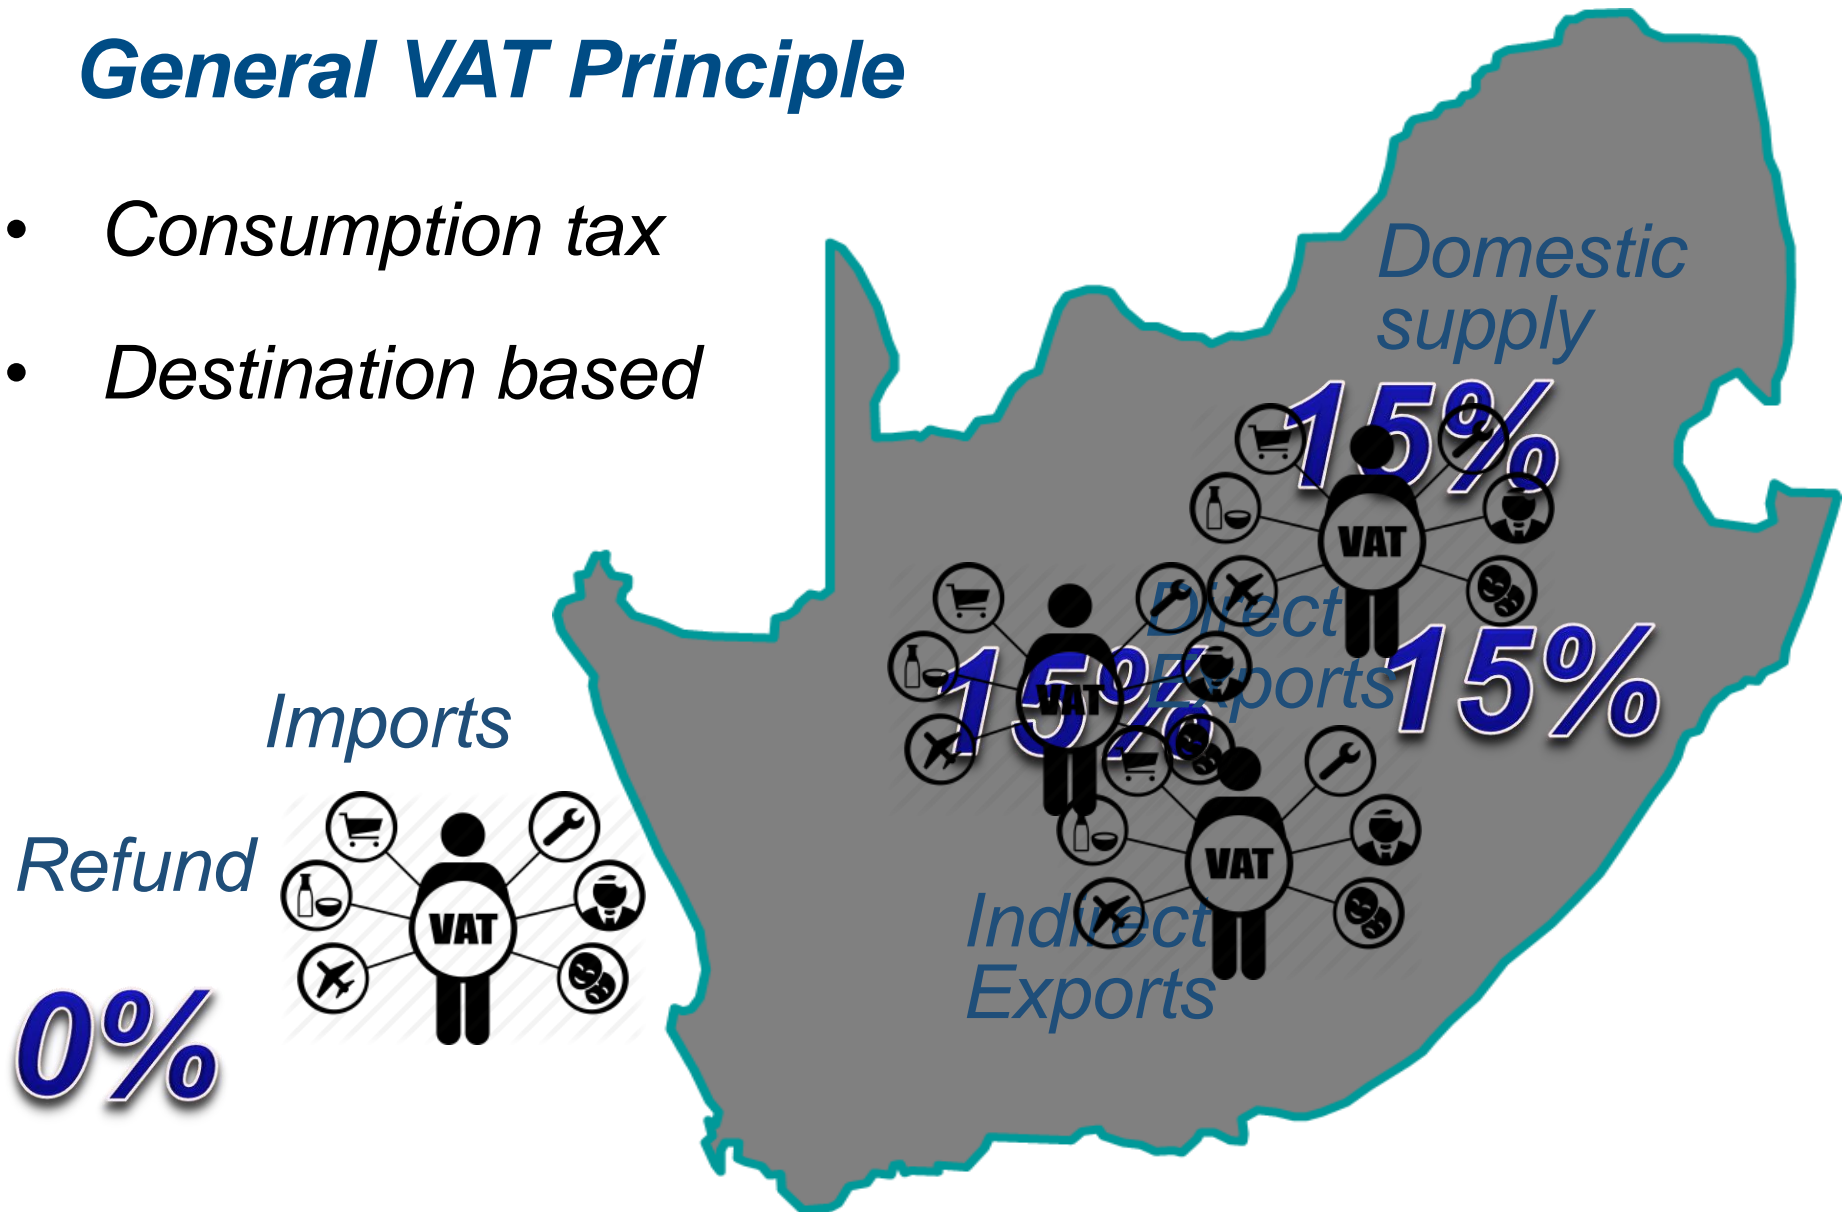 General VAT Principle
• Consumption tax
• Destination based
Domestic
supply
15%
VAT
Direct
Exports
15%
15%
VAT
Imports
VAT
Refund
VAT
Indirect
Exports
0%